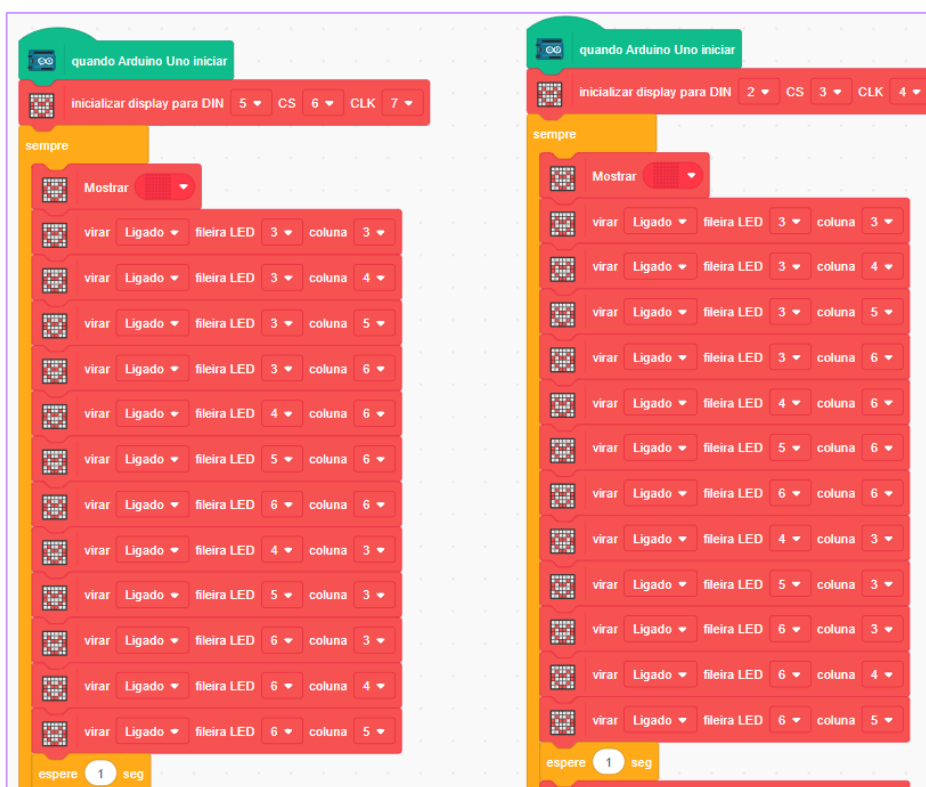 quando Arduino Uno iniciar
inicializar display para DIN 5 CS 6 CLK 7
sempre
Mostrar
virar Ligado fileira LED 3 coluna 3
virar Ligado fileira LED 3 coluna 4
virar Ligado fileira LED 3 coluna 5
virar Ligado fileira LED 3 coluna 6
virar Ligado fileira LED 4 coluna 6
virar Ligado fileira LED 5 coluna 6
virar Ligado fileira LED 6 coluna 6
virar Ligado fileira LED 4 coluna 3
virar Ligado fileira LED 5 coluna 3
virar Ligado fileira LED 6 coluna 3
virar Ligado fileira LED 6 coluna 4
virar Ligado fileira LED 6 coluna 5
espere 1 seg
quando Arduino Uno iniciar
inicializar display para DIN 2 CS 3 CLK 4
sempre
Mostrar
virar Ligado fileira LED 3 coluna 3
virar Ligado fileira LED 3 coluna 4
virar Ligado fileira LED 3 coluna 5
virar Ligado fileira LED 3 coluna 6
virar Ligado fileira LED 4 coluna 6
virar Ligado fileira LED 5 coluna 6
virar Ligado fileira LED 6 coluna 6
virar Ligado fileira LED 4 coluna 3
virar Ligado fileira LED 5 coluna 3
virar Ligado fileira LED 6 coluna 3
virar Ligado fileira LED 6 coluna 4
virar Ligado fileira LED 6 coluna 5
espere 1 seg